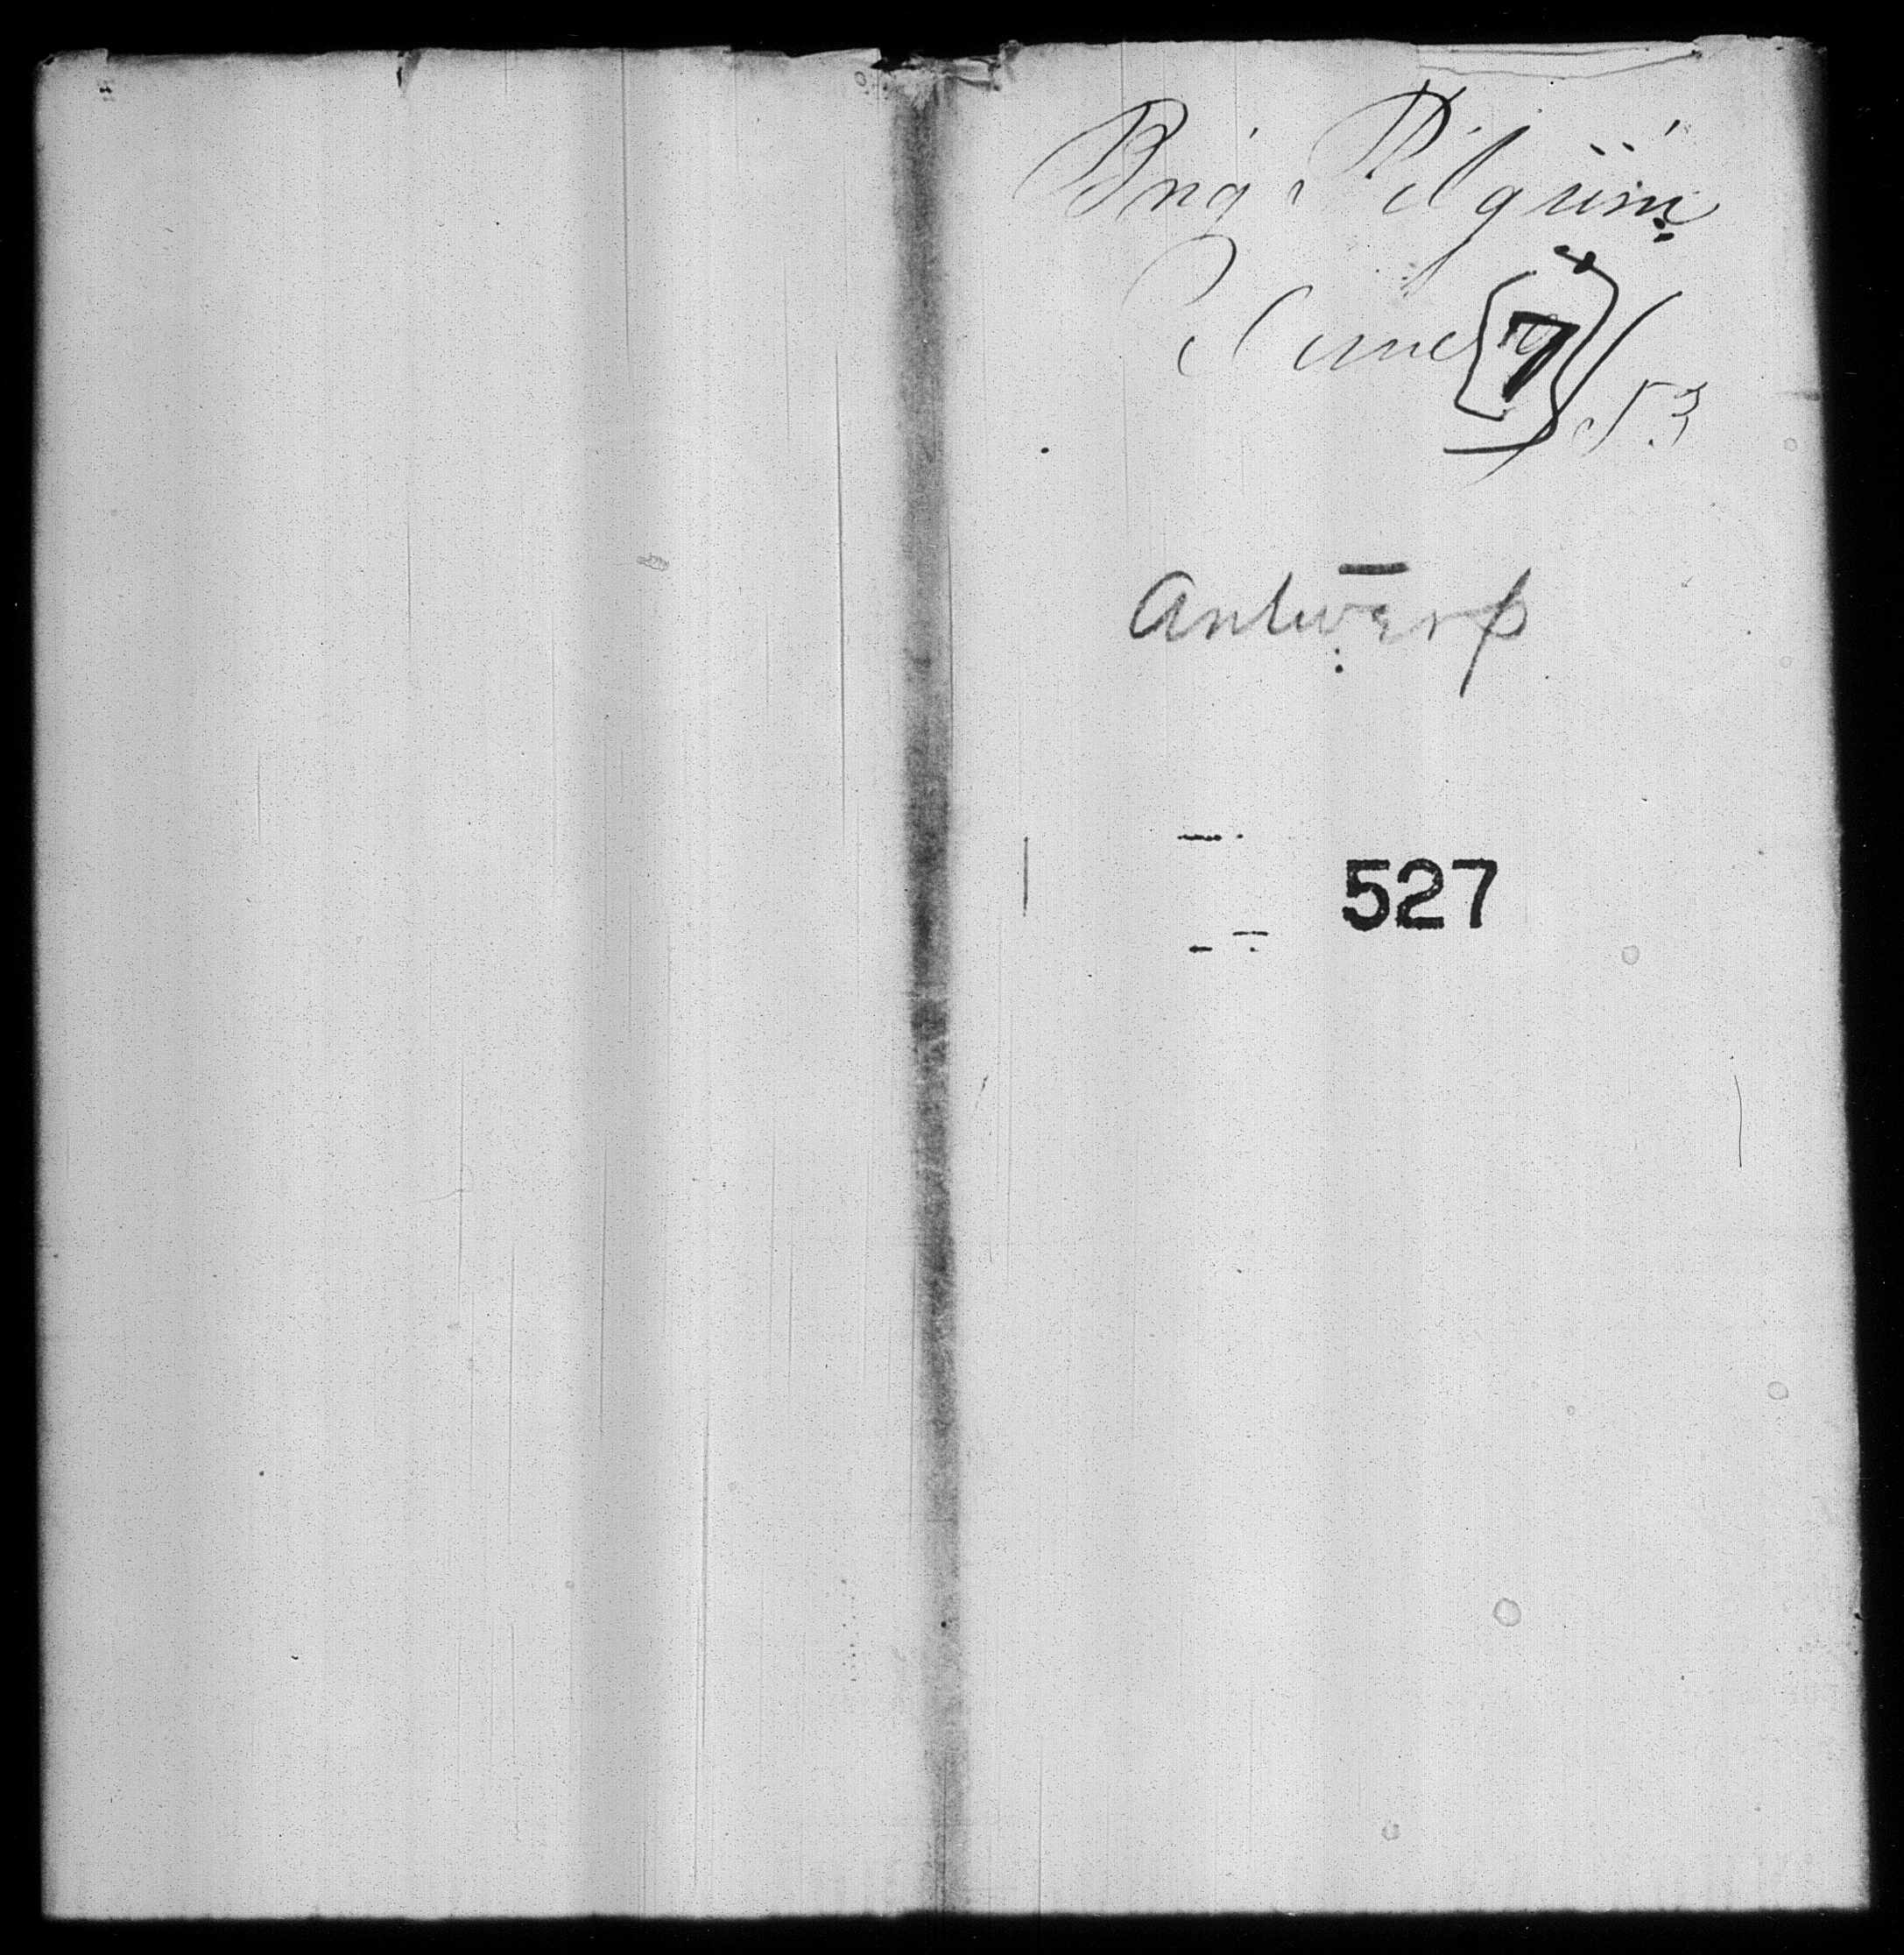 Brig Pilgrim
June 7/53
Antwerp
527